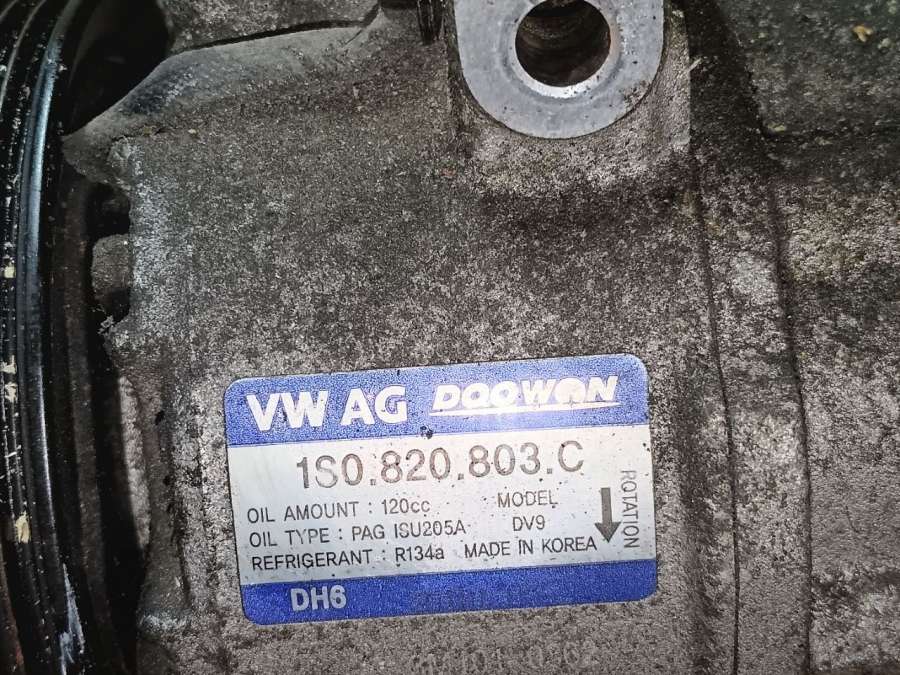 VW AG DOOWON
1S0.820.803.C
OIL AMOUNT : 120cc MODEL
OIL TYPE : PAG ISU205A DV9
REFRIGERANT : R134a MADE IN KOREA
ROTATION
DH6